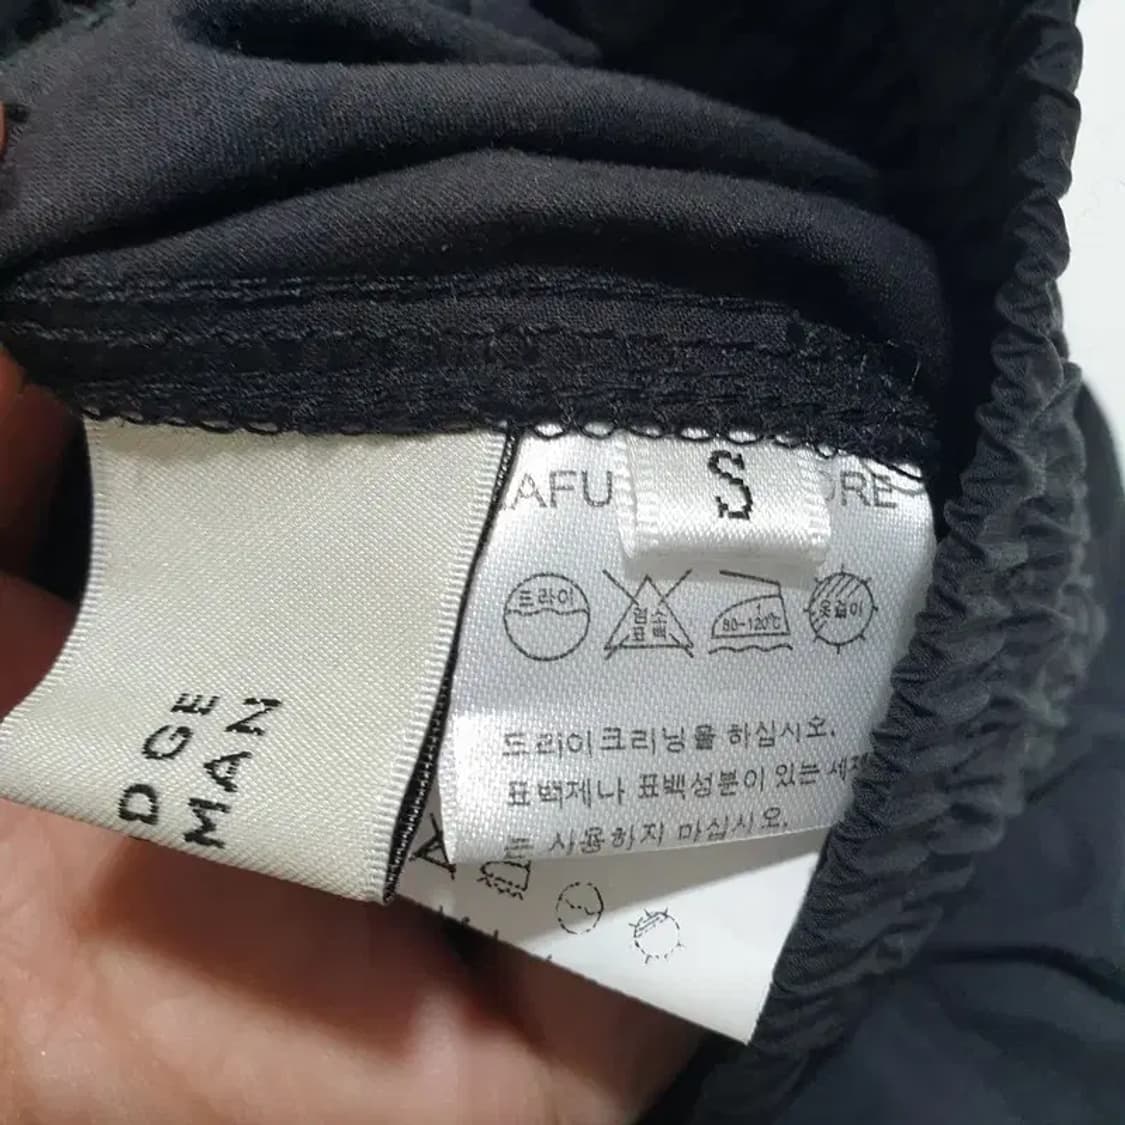 DGE
MAN
S
AFU
ORE
드라이
염소
표백
80~120℃
옷걸이
드라이크리닝을 하십시오.
표백제나 표백성분이 있는 세제
사용하지 마십시오.